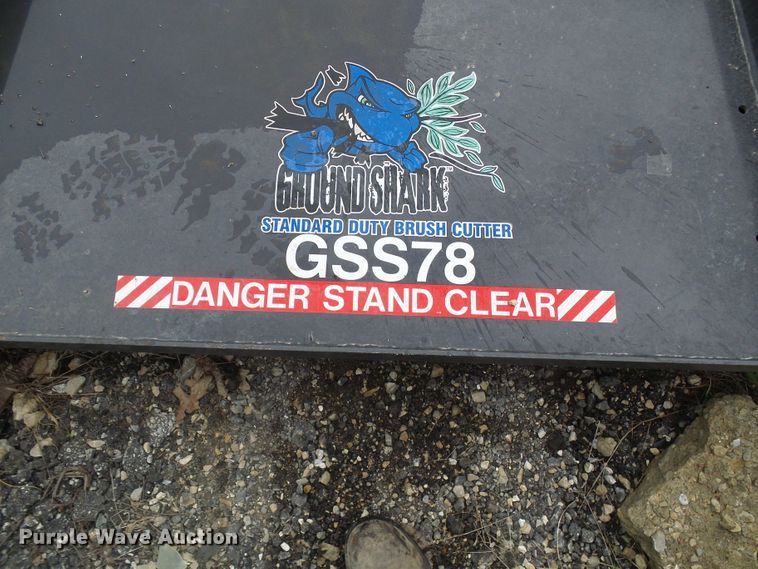 GROUND SHARK
STANDARD DUTY BRUSH CUTTER
GSS78
DANGER STAND CLEAR
Purple Wave Auction